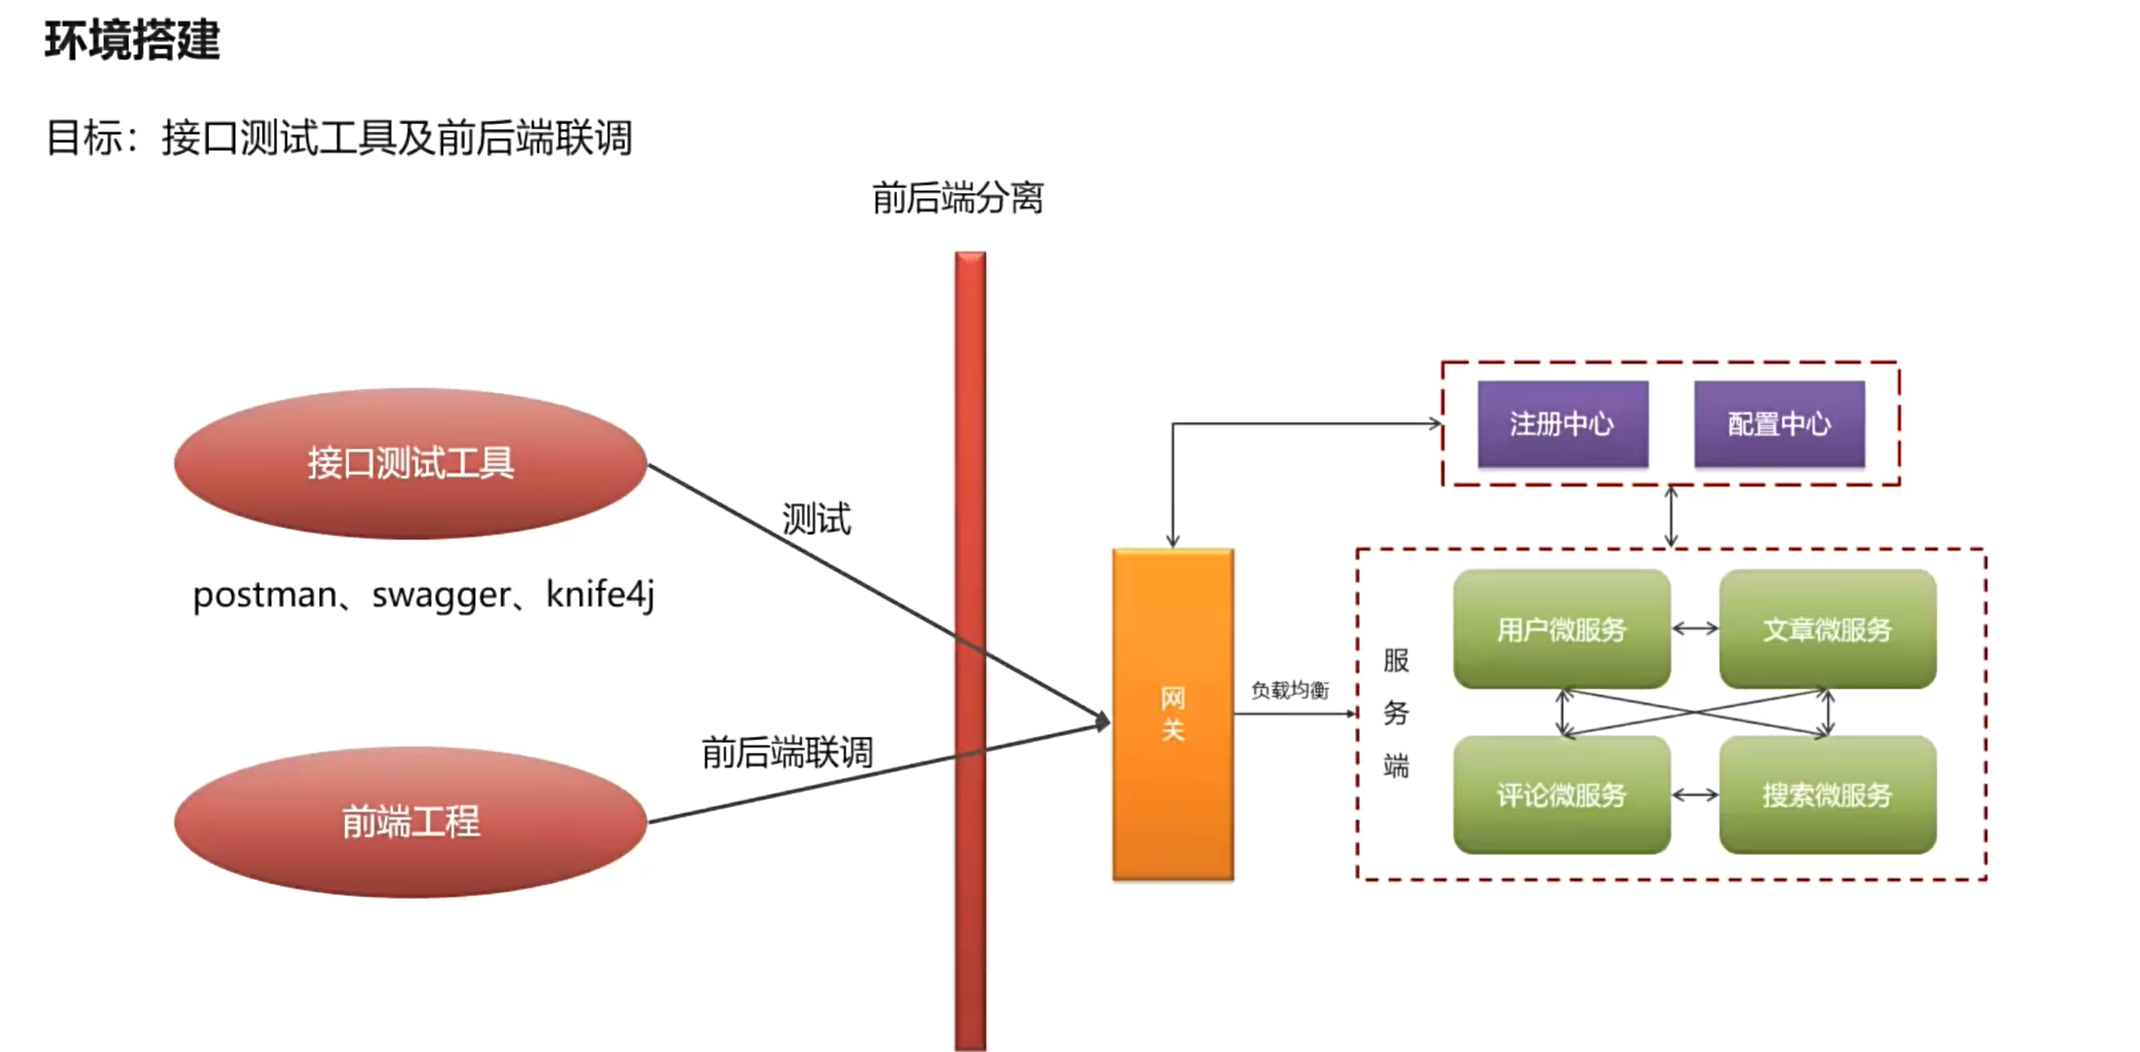 环境搭建
目标：接口测试工具及前后端联调
前后端分离
接口测试工具
postman、swagger、knife4j
测试
前端工程
前后端联调
网
关
负载均衡
注册中心
配置中心
服
务
端
用户微服务
文章微服务
评论微服务
搜索微服务